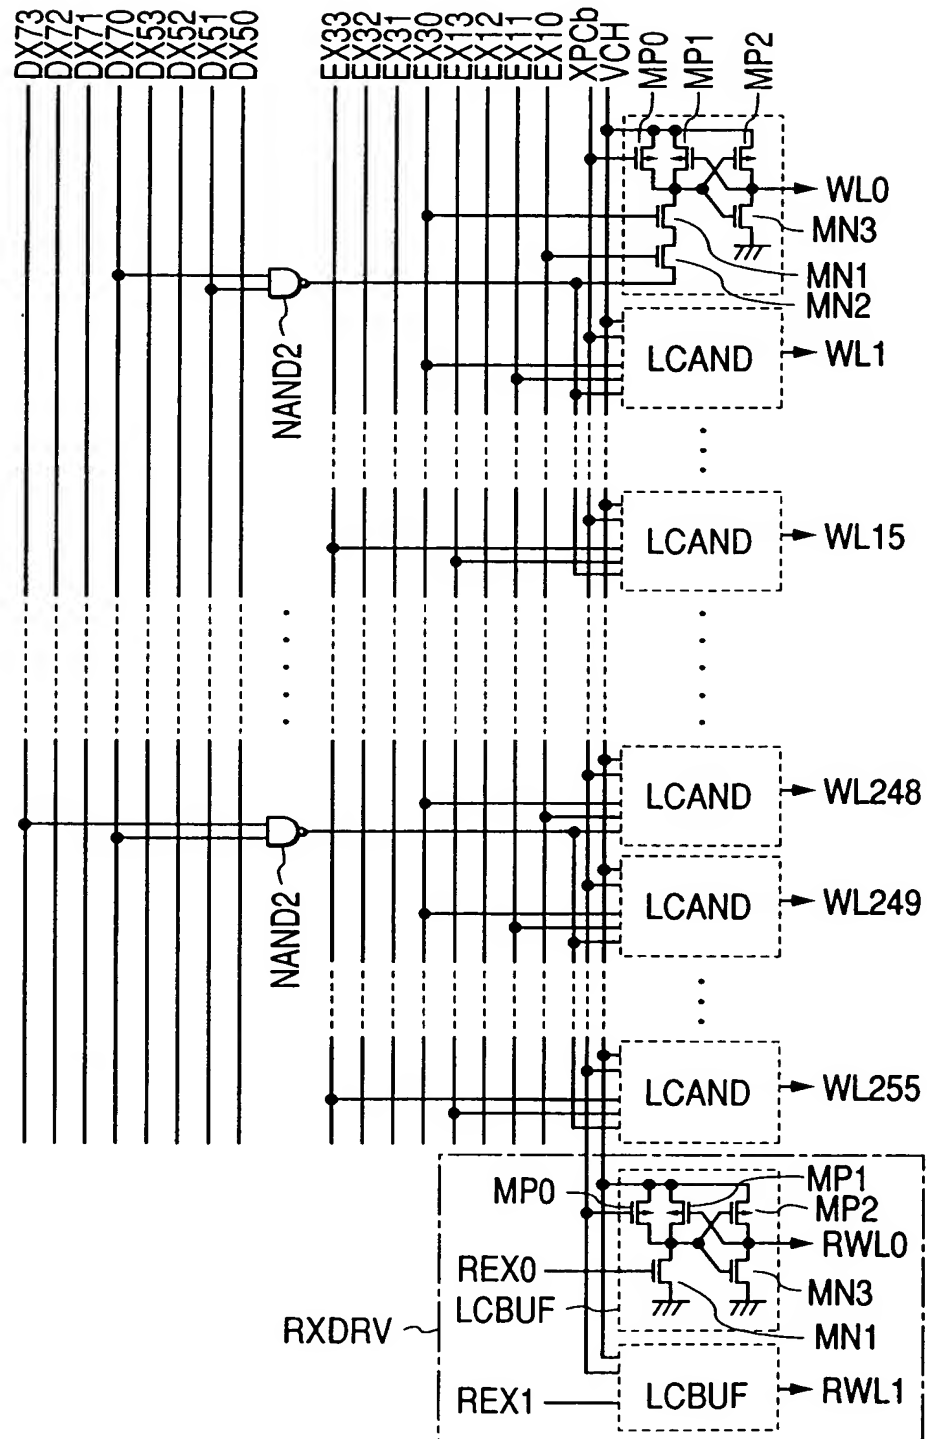 DX73
DX72
DX71
DX70
DX53
DX52
DX51
DX50
EX33
EX32
EX31
EX30
EX13
EX12
EX11
EX10
XPCb
VCH
MP0
MP1
MP2
WL0
MN3
MN1
MN2
NAND2
LCAND
WL1
LCAND
WL15
LCAND
WL248
NAND2
LCAND
WL249
LCAND
WL255
MP0
MP1
MP2
RWL0
REX0
MN3
LCBUF
RXDRV
MN1
REX1
LCBUF
RWL1